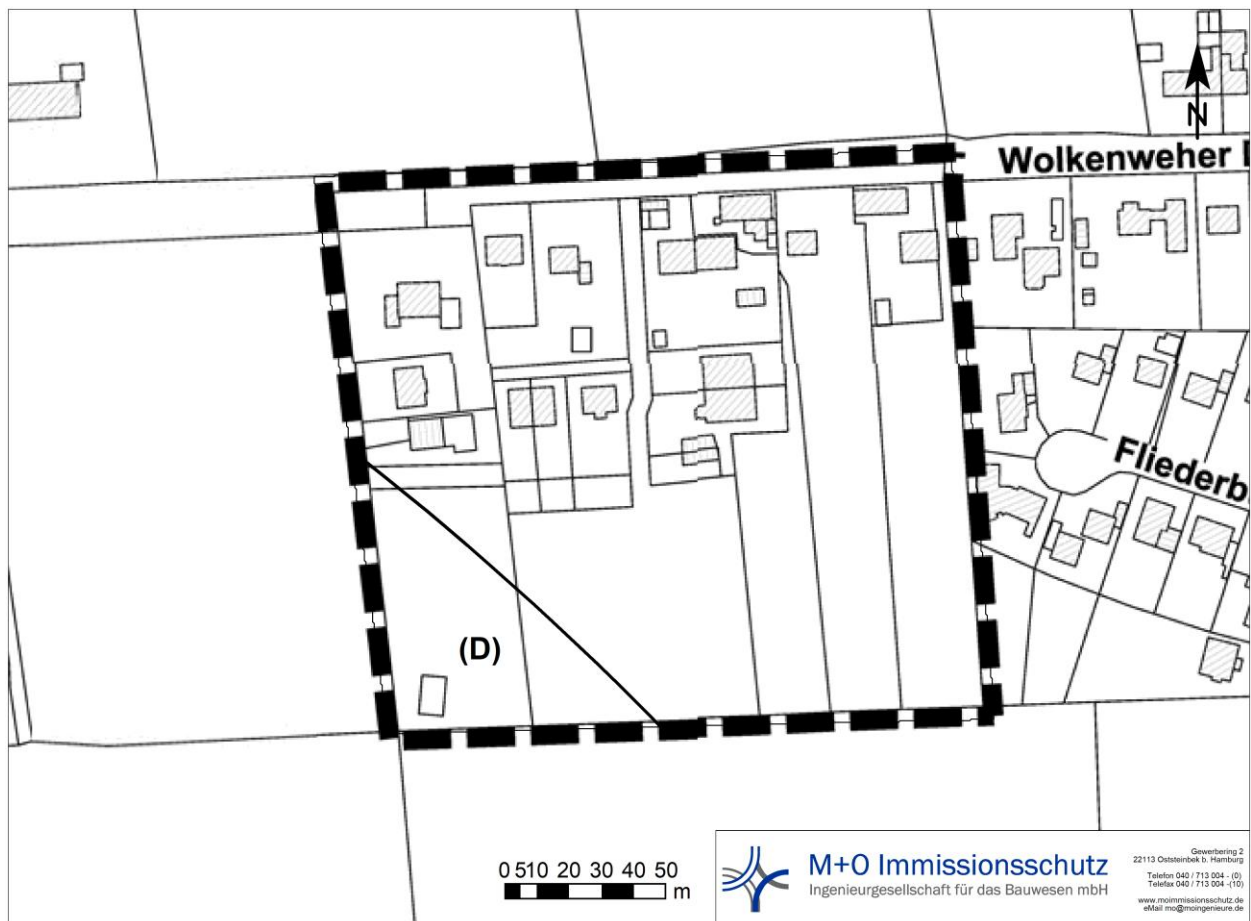 N
Wolkenweher
Fliederb
(D)
0 5 10 20 30 40 50
m
M+O Immissionsschutz
Ingenieurgesellschaft für das Bauwesen mbH
Gewerbering 2
22113 Oststeinbek b. Hamburg
Telefon 040 / 713 004 - (0)
Telefax 040 / 713 004 -(10)
www.moimmissionsschutz.de
eMail mo@moingenieure.de